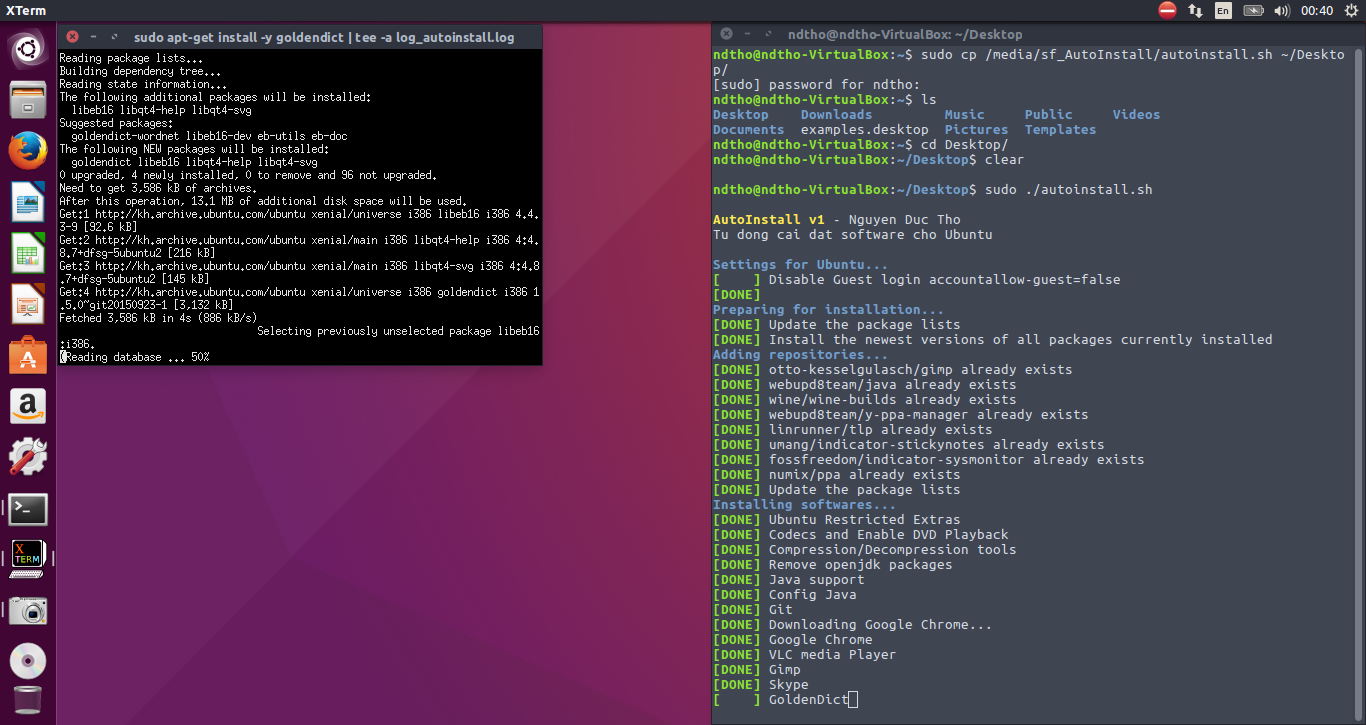 XTerm
En
00:40
sudo apt-get install -y goldendict | tee -a log_autoinstall.log
Reading package lists...
Building dependency tree...
Reading state information...
The following additional packages will be installed:
  libeb16 libqt4-help libqt4-svg
Suggested packages:
  goldendict-wordnet libeb16-dev eb-utils eb-doc
The following NEW packages will be installed:
  goldendict libeb16 libqt4-help libqt4-svg
0 upgraded, 4 newly installed, 0 to remove and 96 not upgraded.
Need to get 3,586 kB of archives.
After this operation, 13.1 MB of additional disk space will be used.
Get:1 http://kh.archive.ubuntu.com/ubuntu xenial/universe i386 libeb16 i386 4.4.
3-9 [92.6 kB]
Get:2 http://kh.archive.ubuntu.com/ubuntu xenial/main i386 libqt4-help i386 4:4.
8.7+dfsg-5ubuntu2 [216 kB]
Get:3 http://kh.archive.ubuntu.com/ubuntu xenial/main i386 libqt4-svg i386 4:4.8
.7+dfsg-5ubuntu2 [145 kB]
Get:4 http://kh.archive.ubuntu.com/ubuntu xenial/universe i386 goldendict i386 1
.5.0~git20150923-1 [3,132 kB]
Fetched 3,586 kB in 4s (886 kB/s)
Selecting previously unselected package libeb16
:i386.
(Reading database ... 50%
ndtho@ndtho-VirtualBox: ~/Desktop
ndtho@ndtho-VirtualBox:~$ sudo cp /media/sf_AutoInstall/autoinstall.sh ~/Deskto
p/
[sudo] password for ndtho:
ndtho@ndtho-VirtualBox:~$ ls
Desktop    Downloads         Music     Public     Videos
Documents  examples.desktop  Pictures  Templates
ndtho@ndtho-VirtualBox:~$ cd Desktop/
ndtho@ndtho-VirtualBox:~/Desktop$ clear
ndtho@ndtho-VirtualBox:~/Desktop$ sudo ./autoinstall.sh
AutoInstall v1 - Nguyen Duc Tho
Tu dong cai dat software cho Ubuntu
Settings for Ubuntu...
[    ] Disable Guest login accountallow-guest=false
[DONE]
Preparing for installation...
[DONE] Update the package lists
[DONE] Install the newest versions of all packages currently installed
Adding repositories...
[DONE] otto-kesselgulasch/gimp already exists
[DONE] webupd8team/java already exists
[DONE] wine/wine-builds already exists
[DONE] webupd8team/y-ppa-manager already exists
[DONE] linrunner/tlp already exists
[DONE] umang/indicator-stickynotes already exists
[DONE] fossfreedom/indicator-sysmonitor already exists
[DONE] numix/ppa already exists
[DONE] Update the package lists
Installing softwares...
[DONE] Ubuntu Restricted Extras
[DONE] Codecs and Enable DVD Playback
[DONE] Compression/Decompression tools
[DONE] Remove openjdk packages
[DONE] Java support
[DONE] Config Java
[DONE] Git
[DONE] Downloading Google Chrome...
[DONE] Google Chrome
[DONE] VLC media Player
[DONE] Gimp
[DONE] Skype
[    ] GoldenDict
A
a
>_
X
TERM